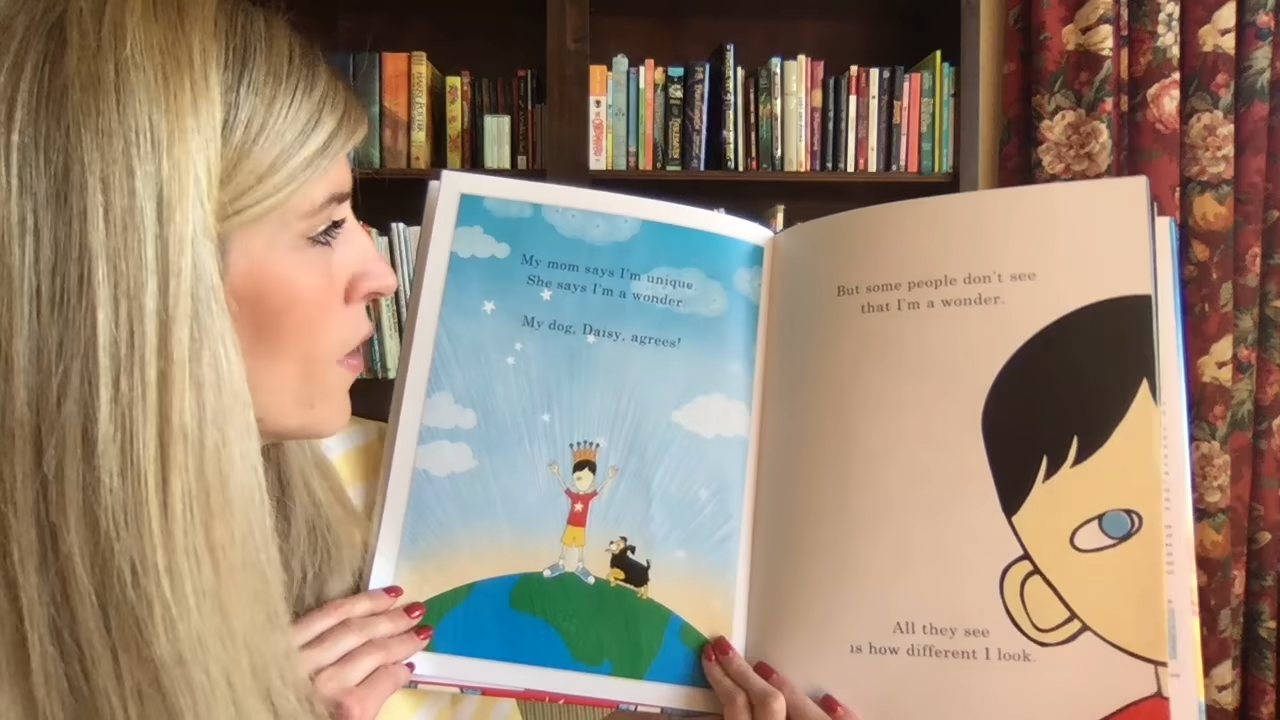 My mom says I'm unique.
She says I'm a wonder.
My dog, Daisy, agrees!
But some people don't see
that I'm a wonder.
All they see
is how different I look.